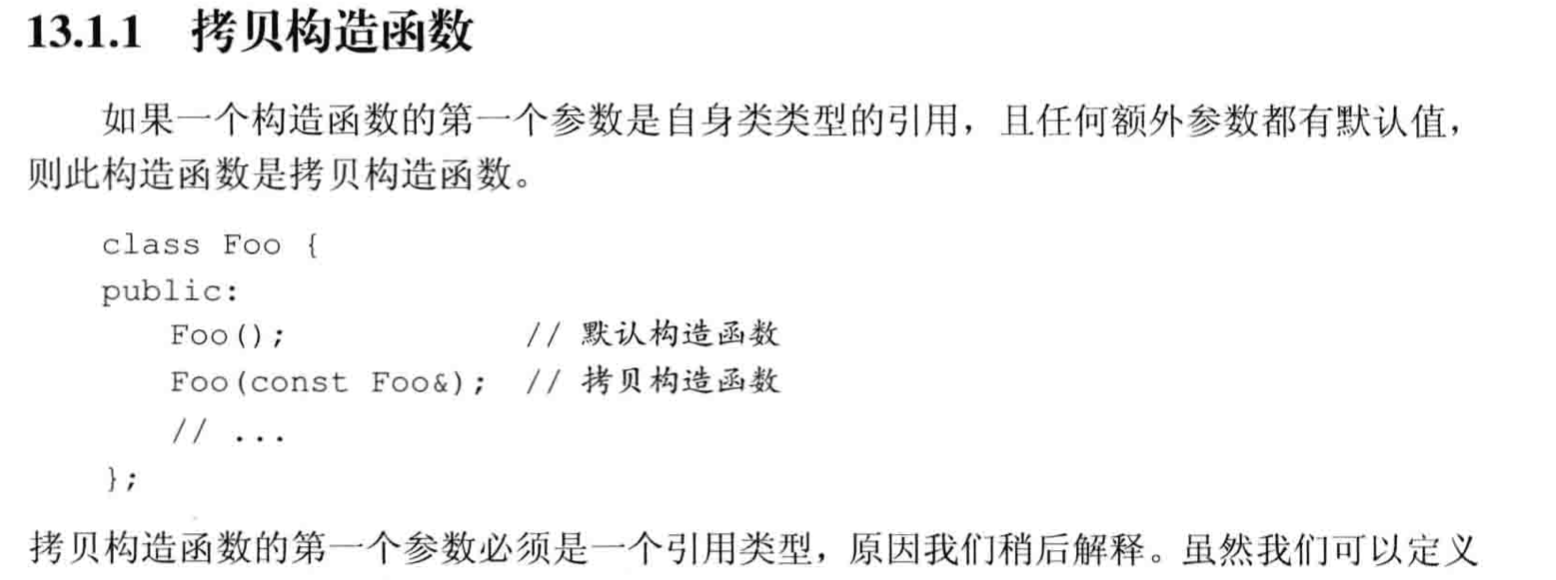 13.1.1 拷贝构造函数
如果一个构造函数的第一个参数是自身类类型的引用，且任何额外参数都有默认值，
则此构造函数是拷贝构造函数。
class Foo {
public:
Foo(); // 默认构造函数
Foo(const Foo&); // 拷贝构造函数
// ...
};
拷贝构造函数的第一个参数必须是一个引用类型，原因我们稍后解释。虽然我们可以定义